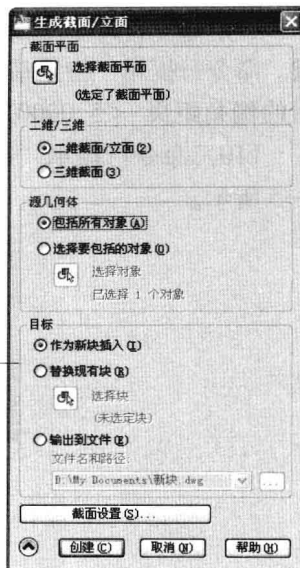 生成截面/立面
截面平面
选择截面平面
(选定了截面平面)
二维/三维
二维截面/立面(2)
三维截面(3)
源几何体
包括所有对象(A)
选择要包括的对象(O)
选择对象
已选择 1 个对象
目标
作为新块插入(I)
替换现有块(R)
选择块
(未选定块)
输出到文件(E)
文件名和路径:
D:\My Documents\新块.dwg
...
截面设置(S)...
创建(C) 取消(N) 帮助(H)